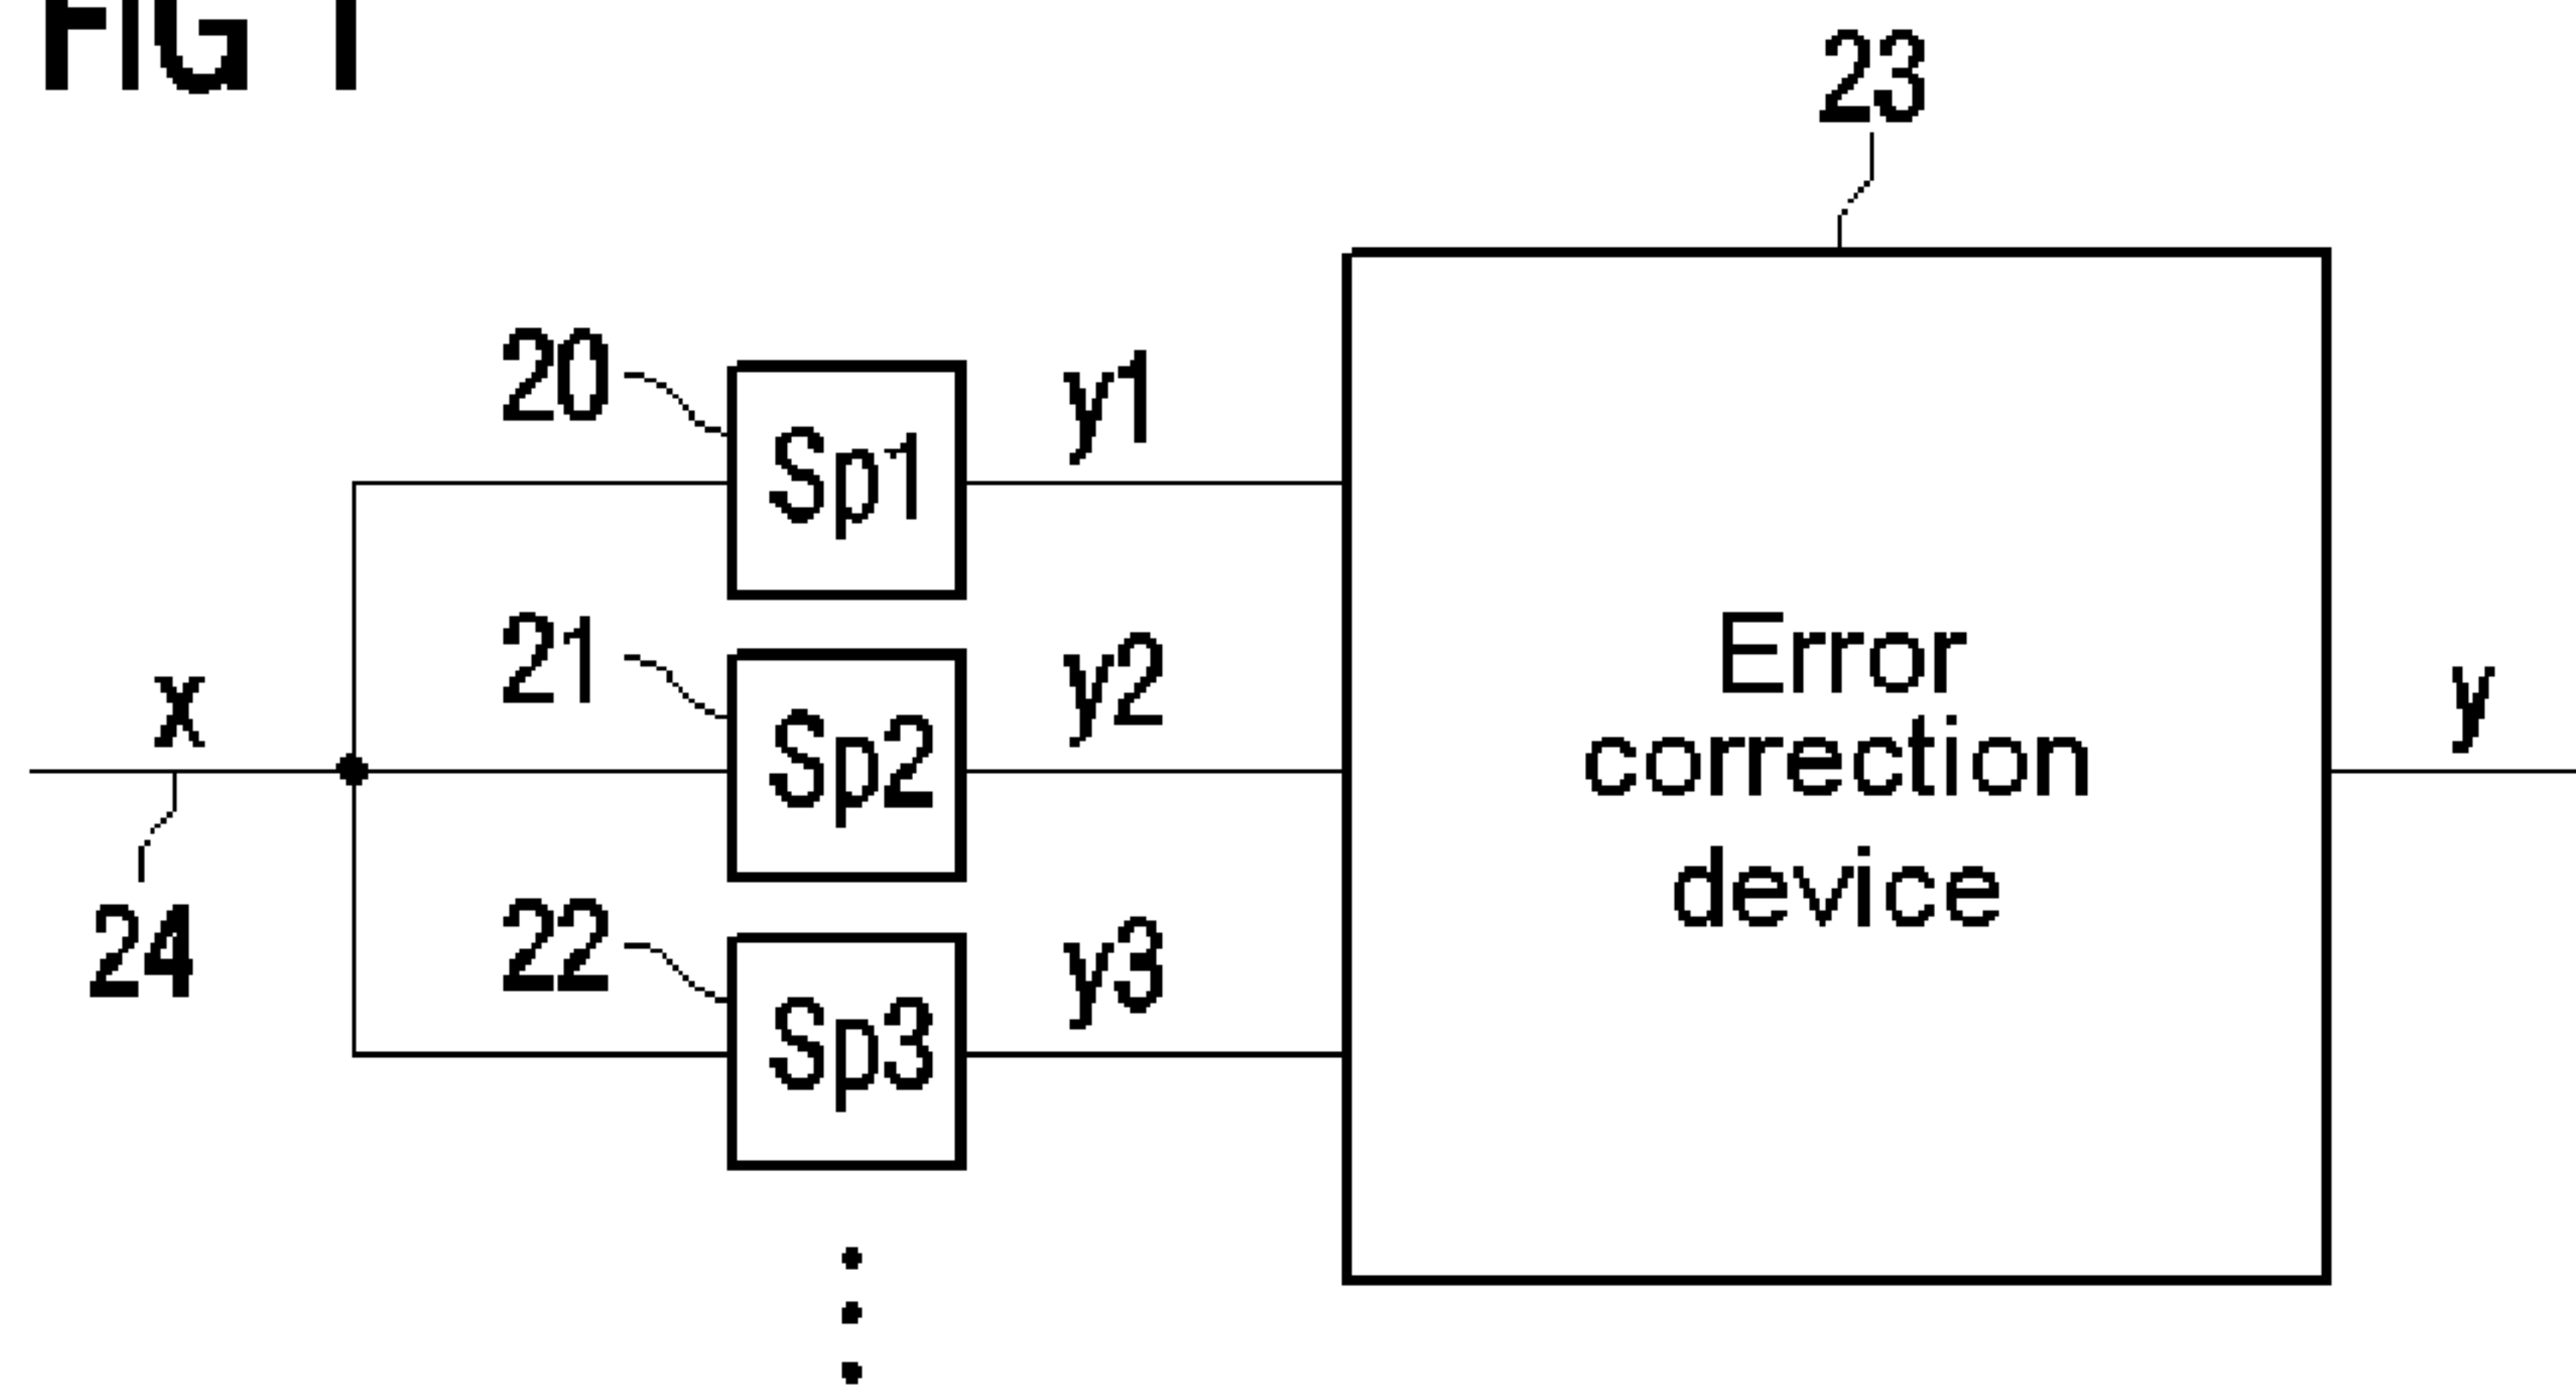 FIG 1
23
20
Sp1
y1
21
Sp2
y2
x
24
22
Sp3
y3
Error
correction
device
y